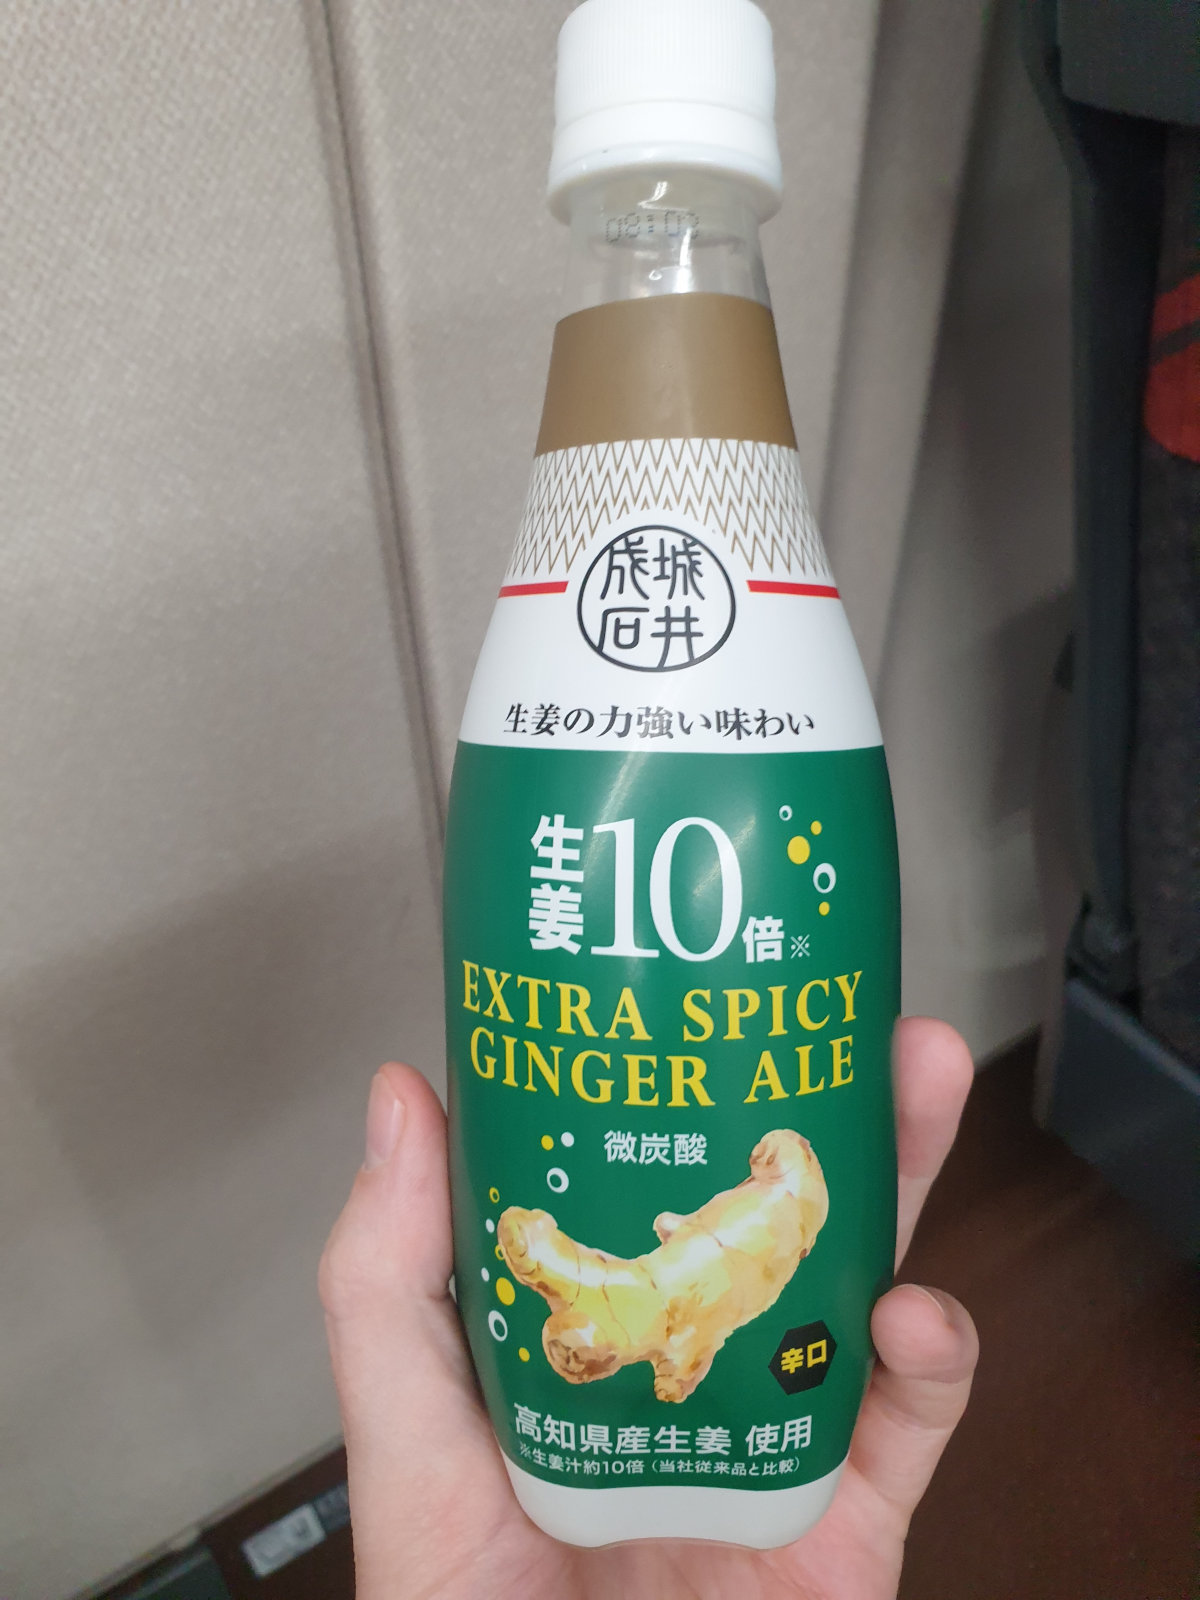 成城
石井
生姜の力強い味わい
生姜10倍※
EXTRA SPICY
GINGER ALE
微炭酸
辛口
高知県産生姜 使用
※生姜汁約10倍（当社従来品と比較）